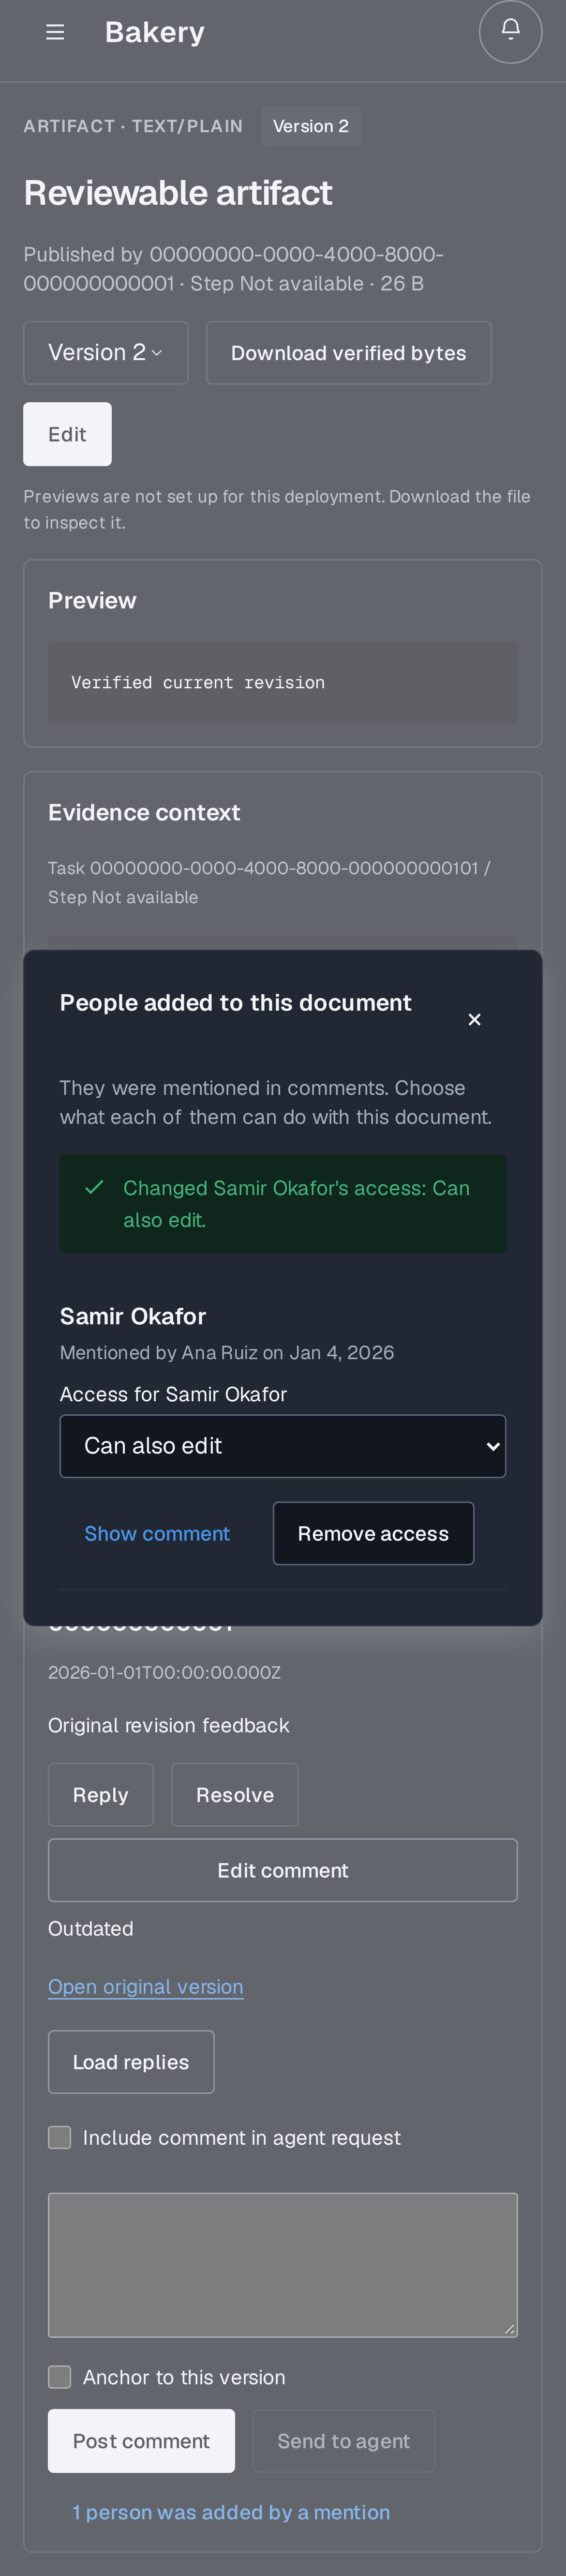 Bakery
ARTIFACT · TEXT/PLAIN Version 2
Reviewable artifact
Published by 00000000-0000-4000-8000-
000000000001 · Step Not available · 26 B
Version 2 Download verified bytes
Edit
Previews are not set up for this deployment. Download the file
to inspect it.
Preview
Verified current revision
Evidence context
Task 00000000-0000-4000-8000-000000000101 /
Step Not available
People added to this document
They were mentioned in comments. Choose
what each of them can do with this document.
Changed Samir Okafor's access: Can
also edit.
Samir Okafor
Mentioned by Ana Ruiz on Jan 4, 2026
Access for Samir Okafor
Can also edit
Show comment Remove access
2026-01-01T00:00:00.000Z
Original revision feedback
Reply Resolve
Edit comment
Outdated
Open original version
Load replies
Include comment in agent request
Anchor to this version
Post comment Send to agent
1 person was added by a mention